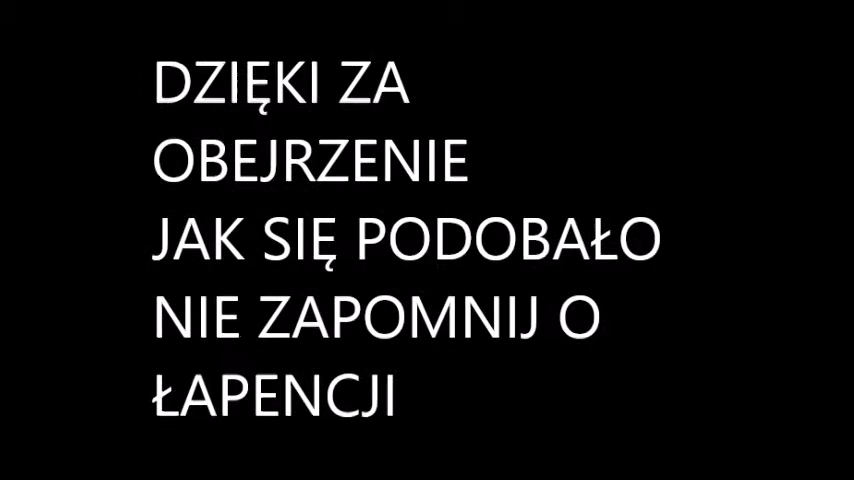 DZIĘKI ZA
OBEJRZENIE
JAK SIĘ PODOBAŁO
NIE ZAPOMNIJ O
ŁAPENCJI